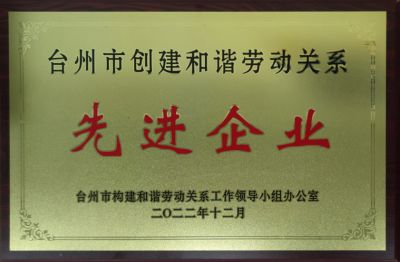 台州市创建和谐劳动关系
先进企业
台州市构建和谐劳动关系工作领导小组办公室
二〇二二年十二月